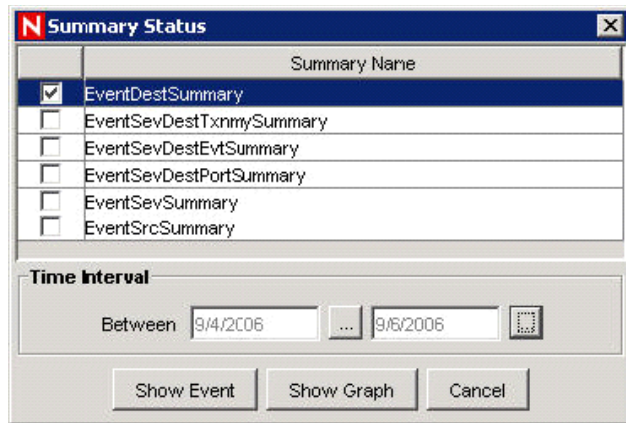 N Summary Status
Summary Name
EventDestSummary
EventSevDestTxnmySummary
EventSevDestEvtSummary
EventSevDestPortSummary
EventSevSummary
EventSrcSummary
Time Interval
Between 9/4/2006 ... 9/6/2006 ...
Show Event Show Graph Cancel